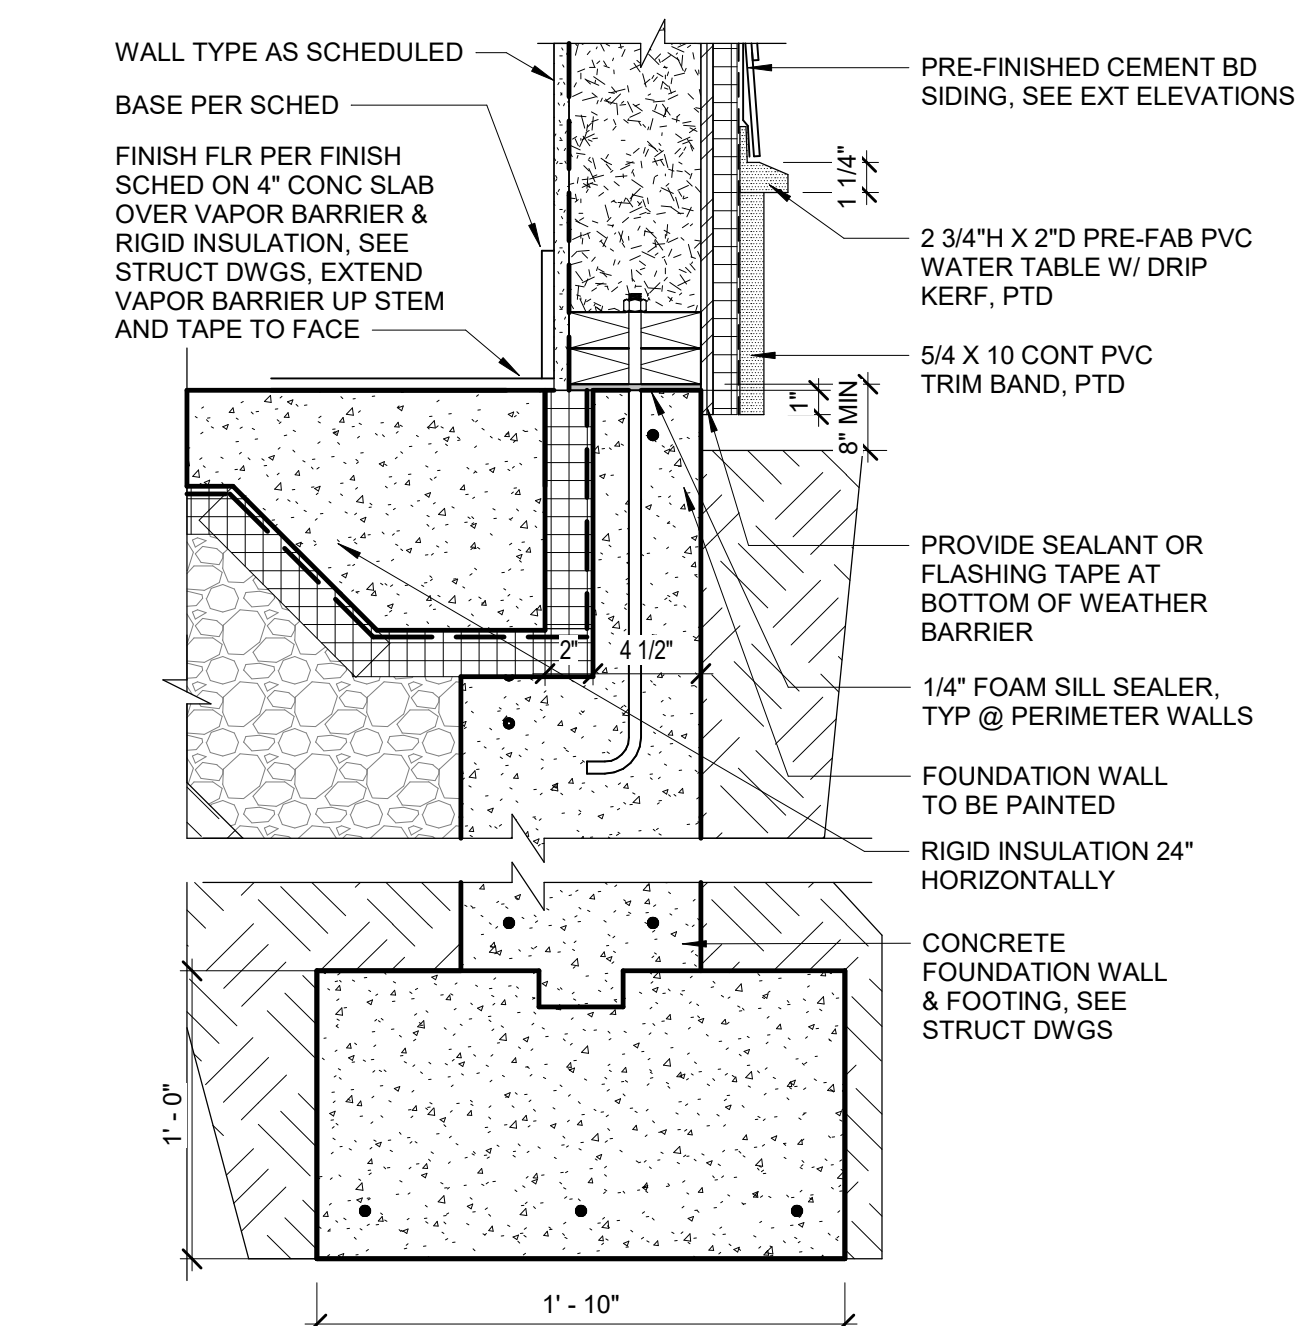 WALL TYPE AS SCHEDULED
BASE PER SCHED
FINISH FLR PER FINISH
SCHED ON 4" CONC SLAB
OVER VAPOR BARRIER &
RIGID INSULATION, SEE
STRUCT DWGS, EXTEND
VAPOR BARRIER UP STEM
AND TAPE TO FACE
PRE-FINISHED CEMENT BD
SIDING, SEE EXT ELEVATIONS
1 1/4"
2 3/4"H X 2"D PRE-FAB PVC
WATER TABLE W/ DRIP
KERF, PTD
5/4 X 10 CONT PVC
TRIM BAND, PTD
1"
8" MIN
PROVIDE SEALANT OR
FLASHING TAPE AT
BOTTOM OF WEATHER
BARRIER
2"
4 1/2"
1/4" FOAM SILL SEALER,
TYP @ PERIMETER WALLS
FOUNDATION WALL
TO BE PAINTED
RIGID INSULATION 24"
HORIZONTALLY
CONCRETE
FOUNDATION WALL
& FOOTING, SEE
STRUCT DWGS
1' - 0"
1' - 10"